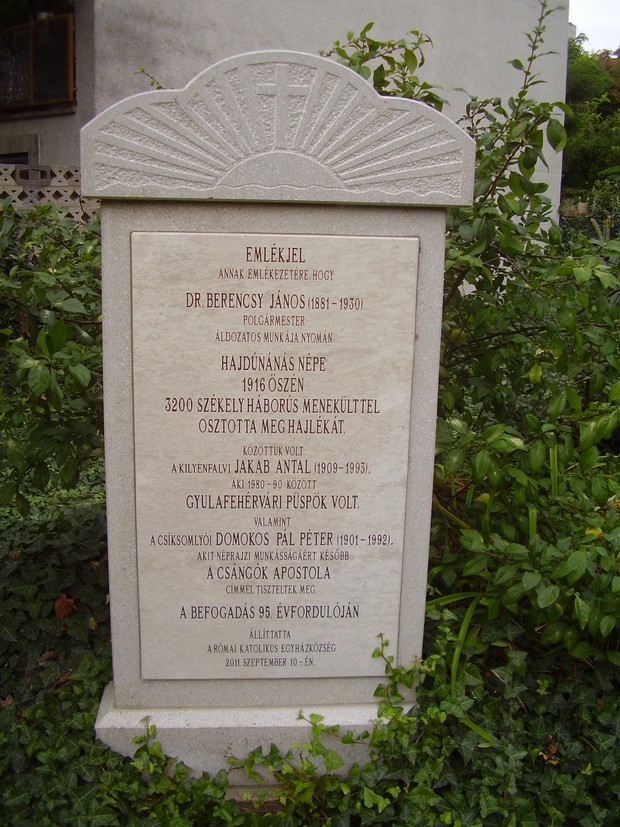 EMLÉKJEL
ANNAK EMLÉKEZETÉRE, HOGY
DR. BERENCSY JÁNOS (1881-1930)
POLGÁRMESTER
ÁLDOZATOS MUNKÁJA NYOMÁN
HAJDÚNÁNÁS NÉPE
1916 ŐSZÉN
3200 SZÉKELY HÁBORÚS MENEKÜLTTEL
OSZTOTTA MEG HAJLÉKÁT.
KÖZÖTTÜK VOLT
A KILYÉNFALVI JAKAB ANTAL (1909-1993),
AKI 1980-90 KÖZÖTT
GYULAFEHÉRVÁRI PÜSPÖK VOLT,
VALAMINT
A CSÍKSOMLYÓI DOMOKOS PÁL PÉTER (1901-1992),
AKIT NÉPRAJZI MUNKÁSSÁGÁÉRT KÉSŐBB
A CSÁNGÓK APOSTOLA
CÍMMEL TISZTELTEK MEG.
A BEFOGADÁS 95. ÉVFORDULÓJÁN
ÁLLÍTTATTA
A RÓMAI KATOLIKUS EGYHÁZKÖZSÉG
2011. SZEPTEMBER 10-ÉN.